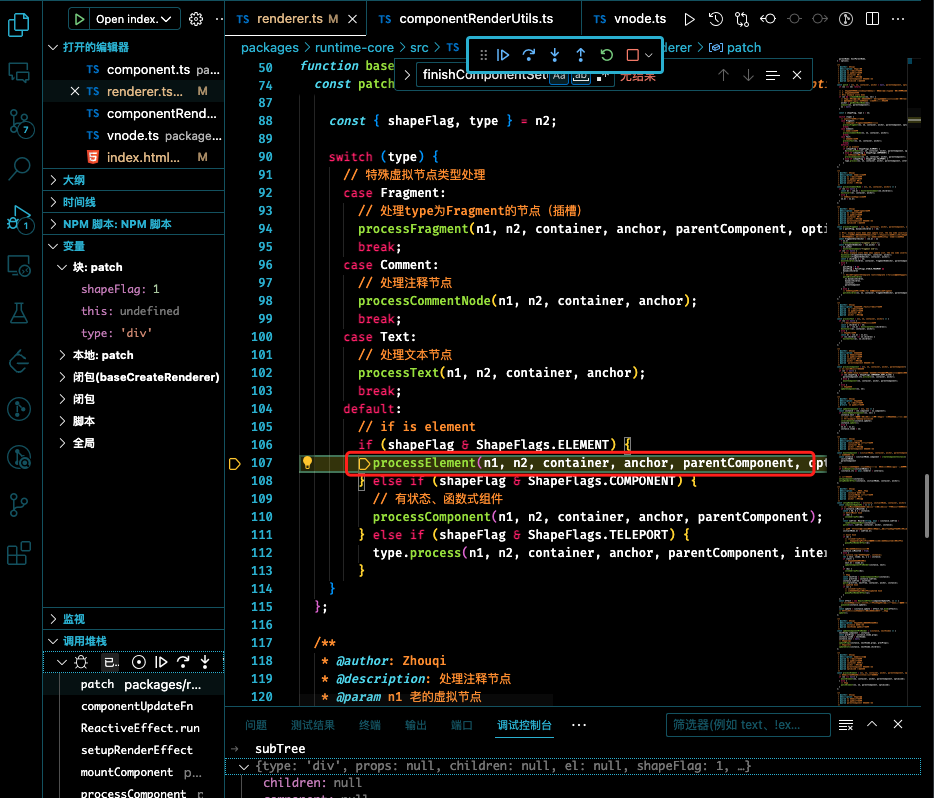 Open index.
renderer.ts M
componentRenderUtils.ts
vnode.ts
打开的编辑器
TS component.ts pa...
TS renderer.ts... M
TS componentRend...
TS vnode.ts package...
index.html... M
大纲
时间线
NPM 脚本: NPM 脚本
变量
块: patch
shapeFlag: 1
this: undefined
type: 'div'
本地: patch
闭包(baseCreateRenderer)
闭包
脚本
全局
监视
调用堆栈
patch packages/r...
componentUpdateFn
ReactiveEffect.run
setupRenderEffect
mountComponent p...
processComponent
7
1
packages > runtime-core > src > TS
derer > patch
finishComponentSet
Aa ab
无结果
50 function base
74 const patch
87
88 const { shapeFlag, type } = n2;
89
90 switch (type) {
91 // 特殊虚拟节点类型处理
92 case Fragment:
93 // 处理type为Fragment的节点（插槽）
94 processFragment(n1, n2, container, anchor, parentComponent, opti
95 break;
96 case Comment:
97 // 处理注释节点
98 processCommentNode(n1, n2, container, anchor);
99 break;
100 case Text:
101 // 处理文本节点
102 processText(n1, n2, container, anchor);
103 break;
104 default:
105 // if is element
106 if (shapeFlag & ShapeFlags.ELEMENT) {
107 processElement(n1, n2, container, anchor, parentComponent, opt
108 } else if (shapeFlag & ShapeFlags.COMPONENT) {
109 // 有状态、函数式组件
110 processComponent(n1, n2, container, anchor, parentComponent);
111 } else if (shapeFlag & ShapeFlags.TELEPORT) {
112 type.process(n1, n2, container, anchor, parentComponent, inter
113 }
114 }
115 };
116
117 /**
118 * @author: Zhouqi
119 * @description: 处理注释节点
120 * @param n1 老的虚拟节点
问题 测试结果 终端 输出 端口 调试控制台 ···
筛选器(例如 text、!ex...
subTree
{type: 'div', props: null, children: null, el: null, shapeFlag: 1, …}
children: null